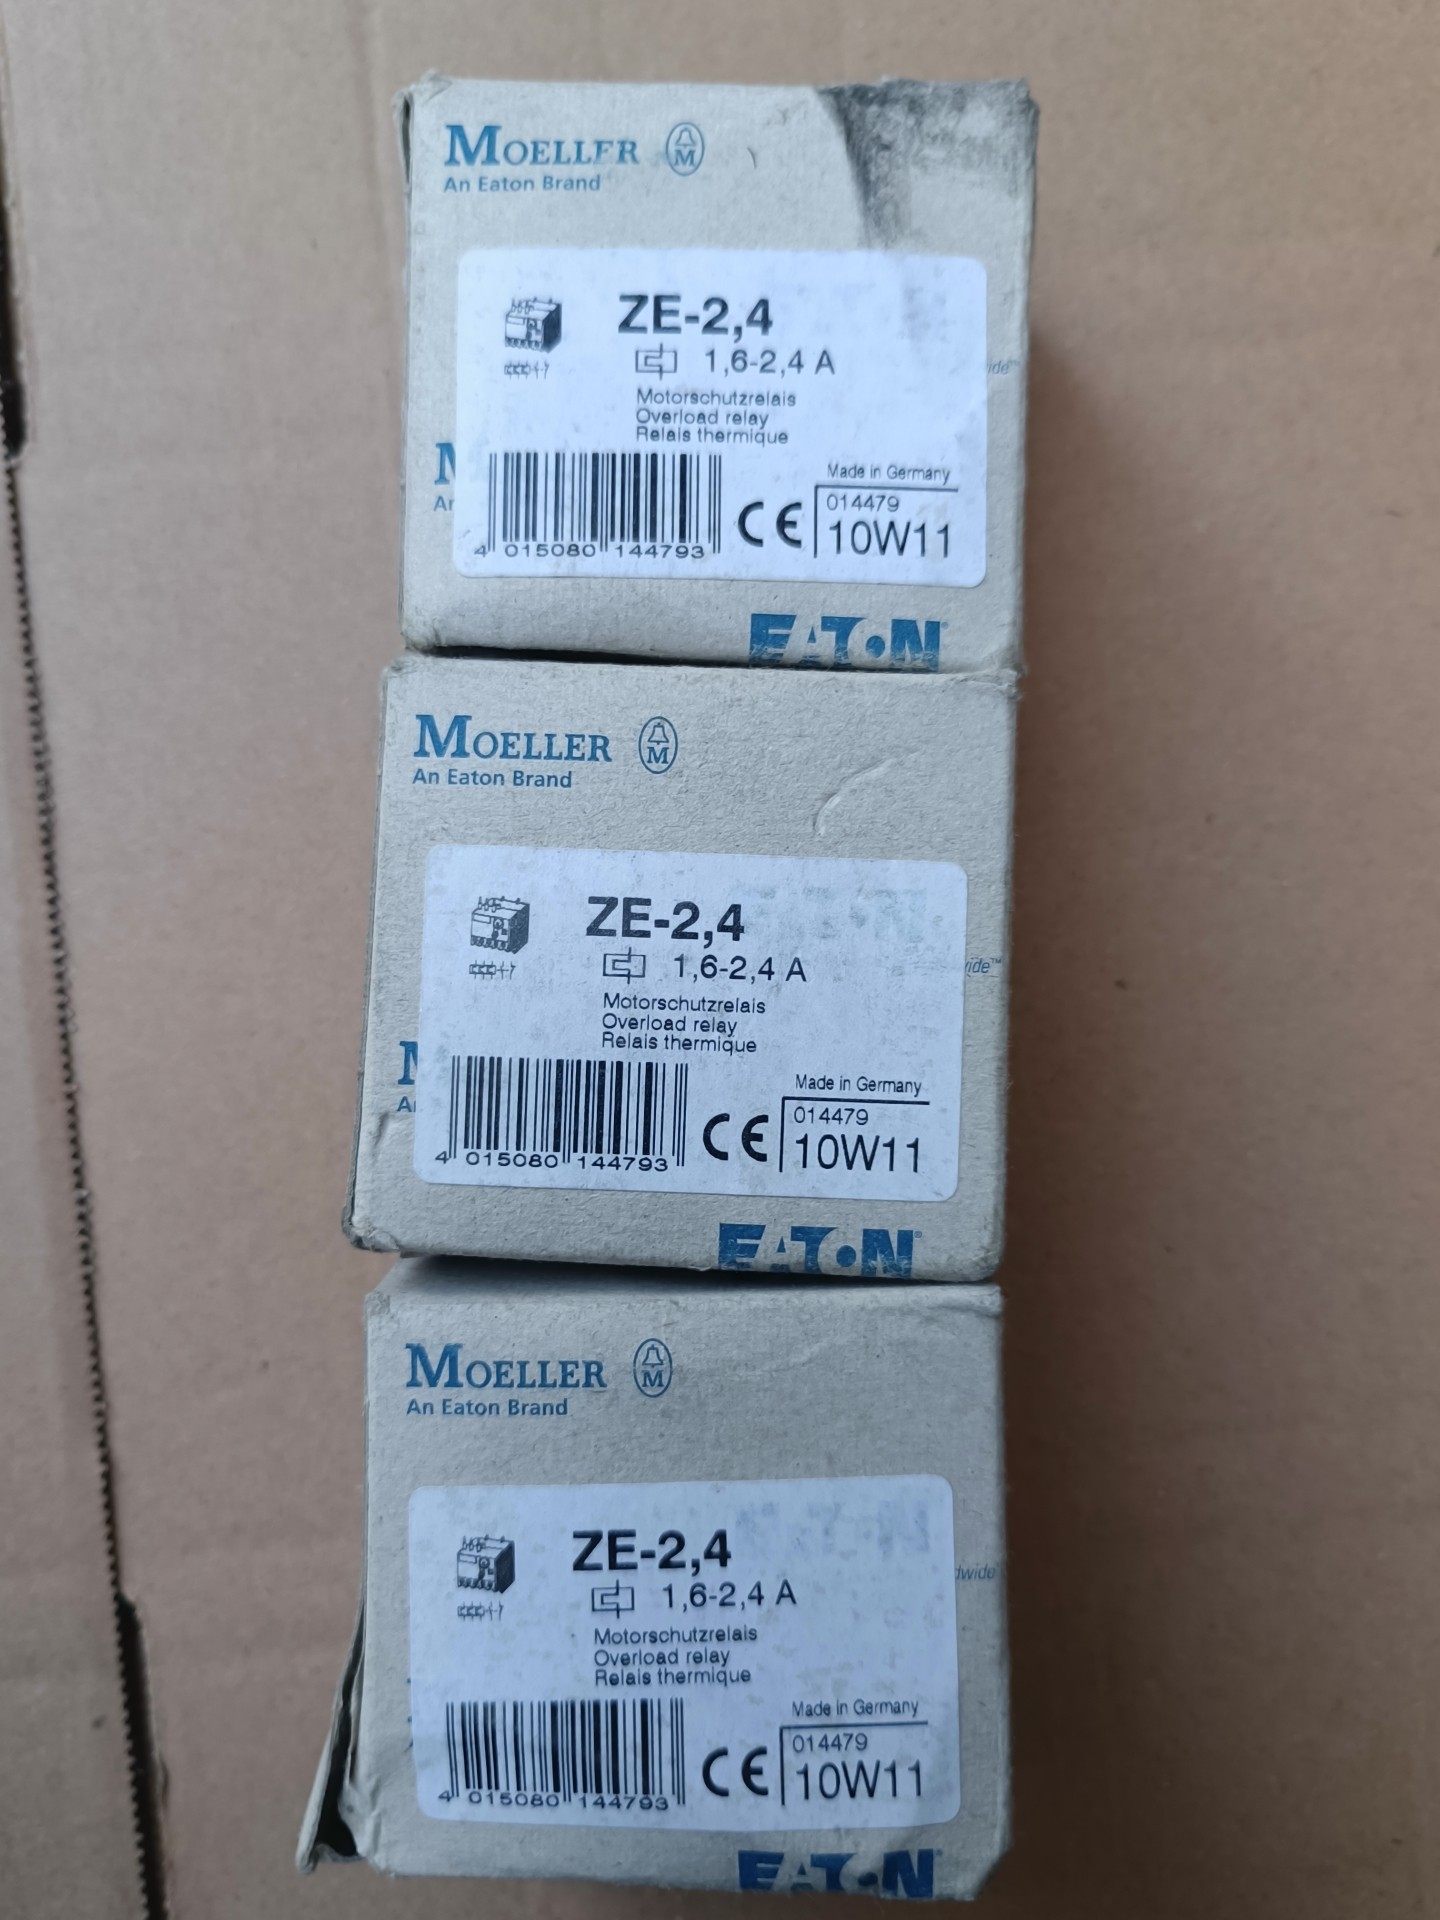 MOELLER M
An Eaton Brand
ZE-2,4
1,6-2,4 A
Motorschutzrelais
Overload relay
Relais thermique
Made in Germany
014479
10W11
CE
4 015080 144793
EATON
MOELLER M
An Eaton Brand
ZE-2,4
1,6-2,4 A
Motorschutzrelais
Overload relay
Relais thermique
Made in Germany
014479
10W11
CE
4 015080 144793
EATON
MOELLER M
An Eaton Brand
ZE-2,4
1,6-2,4 A
Motorschutzrelais
Overload relay
Relais thermique
Made in Germany
014479
10W11
CE
4 015080 144793
EATON